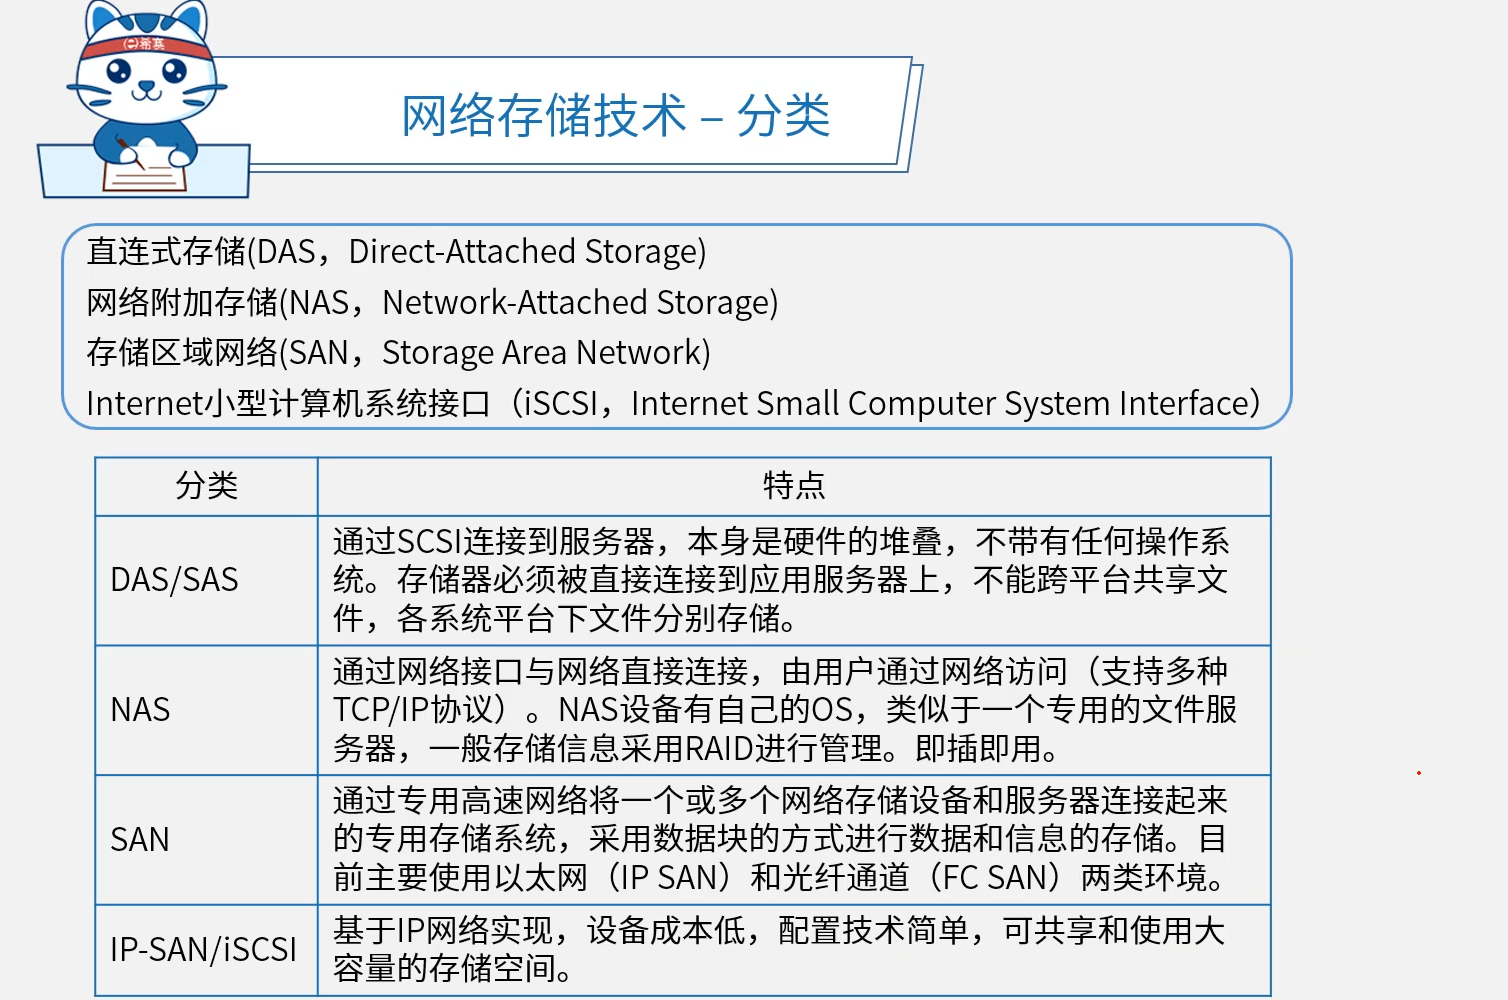 希赛
网络存储技术 – 分类
直连式存储(DAS，Direct-Attached Storage)
网络附加存储(NAS，Network-Attached Storage)
存储区域网络(SAN，Storage Area Network)
Internet小型计算机系统接口（iSCSI，Internet Small Computer System Interface）
分类
特点
DAS/SAS
通过SCSI连接到服务器，本身是硬件的堆叠，不带有任何操作系
统。存储器必须被直接连接到应用服务器上，不能跨平台共享文
件，各系统平台下文件分别存储。
NAS
通过网络接口与网络直接连接，由用户通过网络访问（支持多种
TCP/IP协议）。NAS设备有自己的OS，类似于一个专用的文件服
务器，一般存储信息采用RAID进行管理。即插即用。
SAN
通过专用高速网络将一个或多个网络存储设备和服务器连接起来
的专用存储系统，采用数据块的方式进行数据和信息的存储。目
前主要使用以太网（IP SAN）和光纤通道（FC SAN）两类环境。
IP-SAN/iSCSI
基于IP网络实现，设备成本低，配置技术简单，可共享和使用大
容量的存储空间。